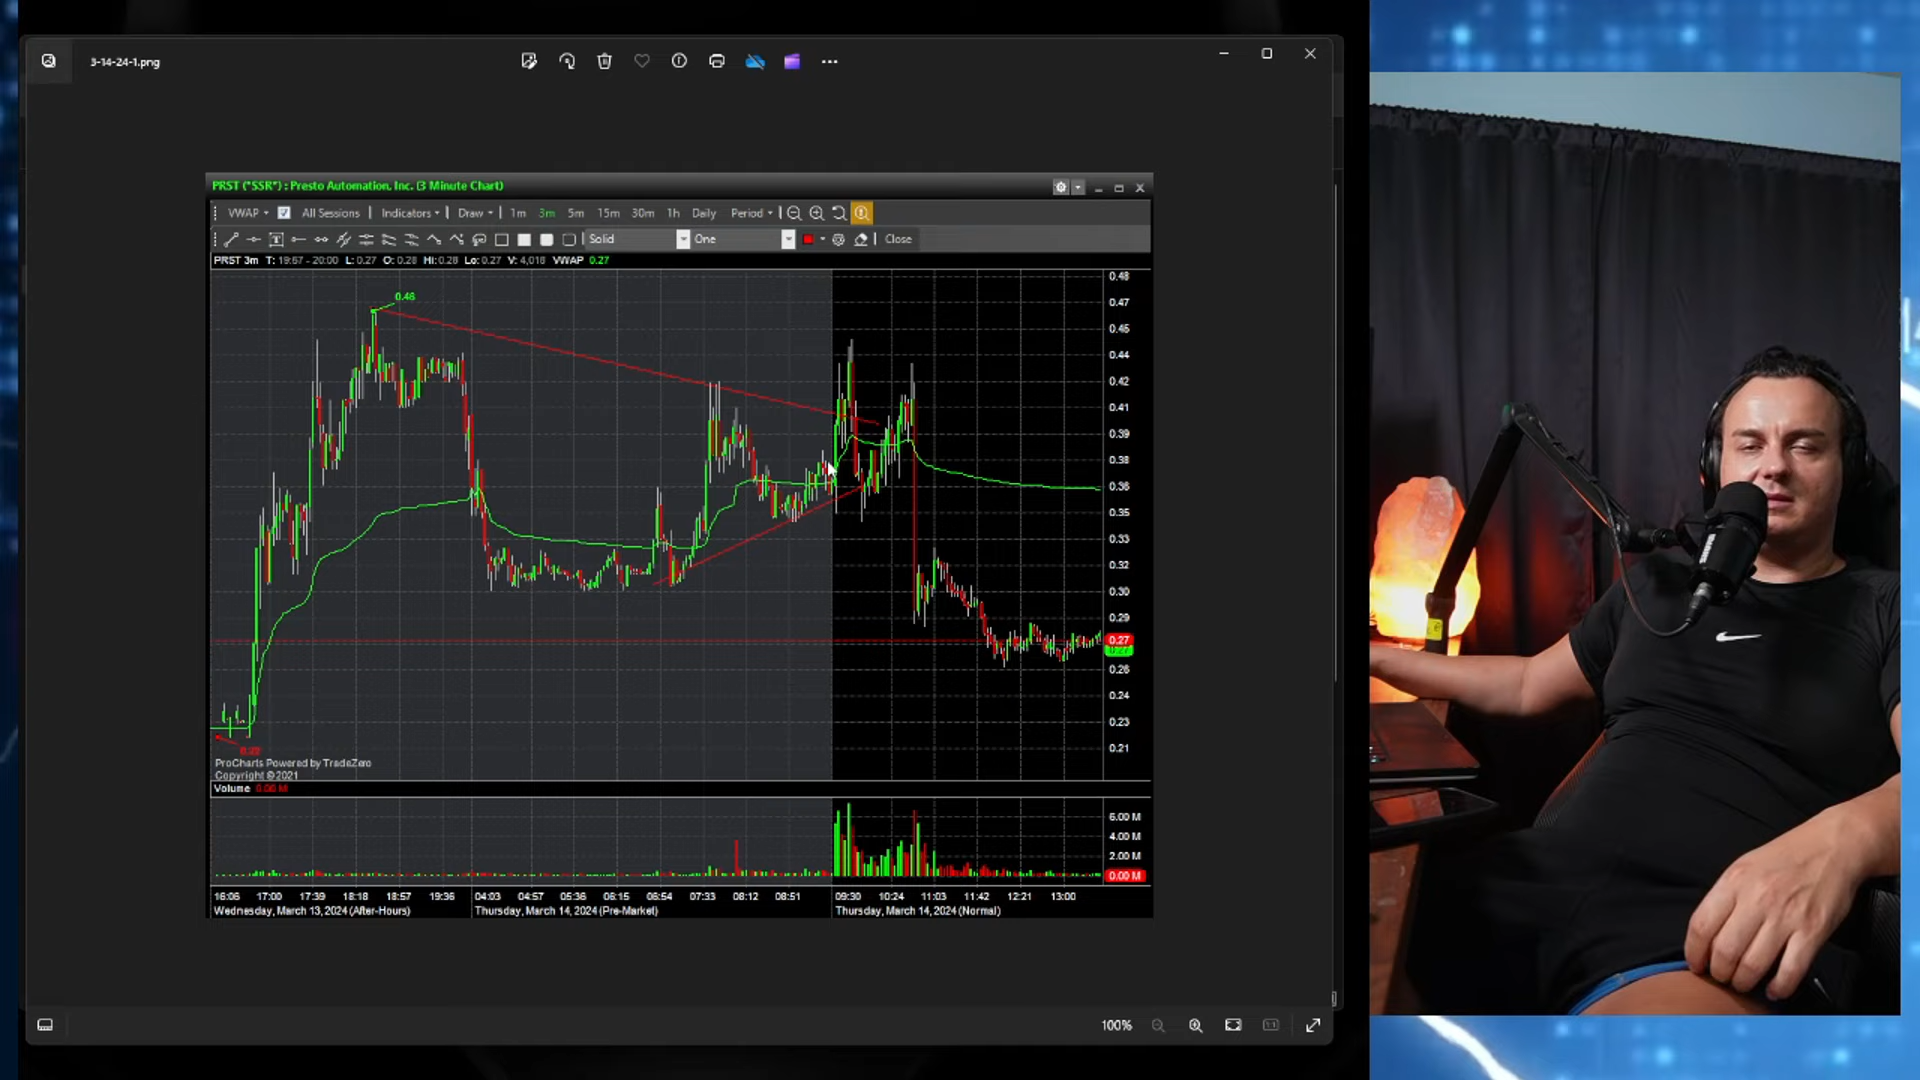 3-14-24-1.png
PRST ("SSR") : Presto Automation, Inc. (3 Minute Chart)
VWAP All Sessions Indicators Draw 1m 3m 5m 15m 30m 1h Daily Period
Solid One Close
PRST 3m T: 19:57 - 20:00 L: 0.27 O: 0.28 Hi: 0.28 Lo: 0.27 V: 4,018 VWAP 0.27
0.48
0.47
0.45
0.44
0.42
0.41
0.39
0.38
0.36
0.35
0.33
0.32
0.30
0.29
0.27
0.27
0.26
0.24
0.23
0.21
0.46
0.22
ProCharts Powered by TradeZero
Copyright © 2021
Volume 0.00 M
6.00 M
4.00 M
2.00 M
0.00 M
16:06 17:00 17:39 18:18 18:57 19:36 04:03 04:57 05:36 06:15 06:54 07:33 08:12 08:51 09:30 10:24 11:03 11:42 12:21 13:00
Wednesday, March 13, 2024 (After-Hours) Thursday, March 14, 2024 (Pre-Market) Thursday, March 14, 2024 (Normal)
100%